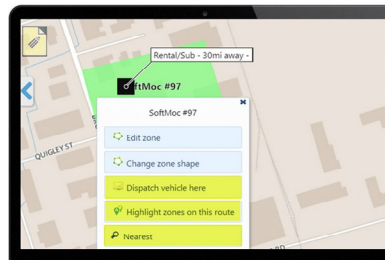 Rental/Sub - 30mi away -
ftMoc #97
SoftMoc #97
QUIGLEY ST
Edit zone
Change zone shape
Dispatch vehicle here
Highlight zones on this route
Nearest